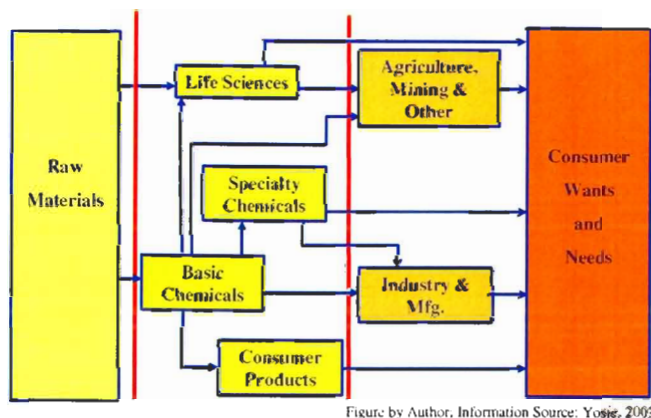 Raw
Materials
Life Sciences
Agriculture,
Mining &
Other
Specialty
Chemicals
Basic
Chemicals
Industry &
Mfg.
Consumer
Products
Consumer
Wants
and
Needs
Figure by Author, Information Source: Yosie,